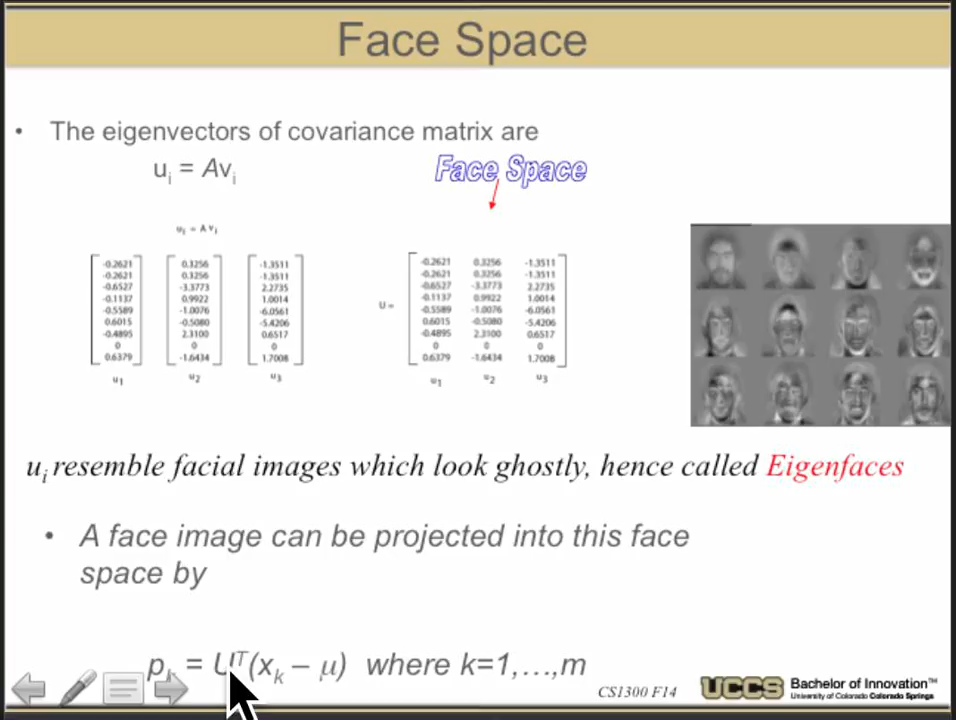 Face Space
• The eigenvectors of covariance matrix are
uᵢ = Avᵢ
Face Space
uᵢ = A vᵢ
-0.2621 0.3256 -1.3511
-0.2621 0.3256 -1.3511
-0.6527 -3.3773 2.2735
-0.1137 0.9922 1.0014
-0.5589 -1.0076 -6.0561
0.6015 -0.5080 -5.4206
-0.4895 2.3100 0.6517
0 0 0
0.6379 -1.6434 1.7008
u₁ u₂ u₃
U =
-0.2621 0.3256 -1.3511
-0.2621 0.3256 -1.3511
-0.6527 -3.3773 2.2735
-0.1137 0.9922 1.0014
-0.5589 -1.0076 -6.0561
0.6015 -0.5080 -5.4206
-0.4895 2.3100 0.6517
0 0 0
0.6379 -1.6434 1.7008
u₁ u₂ u₃
uᵢ resemble facial images which look ghostly, hence called Eigenfaces
• A face image can be projected into this face
space by
pₖ = Uᵀ(xₖ – μ) where k=1,…,m
CS1300 F14
UCCS
Bachelor of Innovation™
University of Colorado Colorado Springs